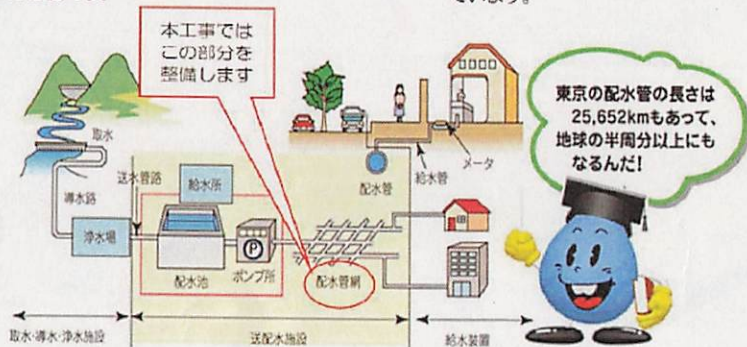 ています。
本工事では
この部分を
整備します
東京の配水管の長さは
25,652kmもあって、
地球の半周分以上にも
なるんだ!
取水
導水路
送水管路
給水所
浄水場
配水池
P
ポンプ所
配水管網
配水管
給水管
メータ
取水・導水・浄水施設
送配水施設
給水装置